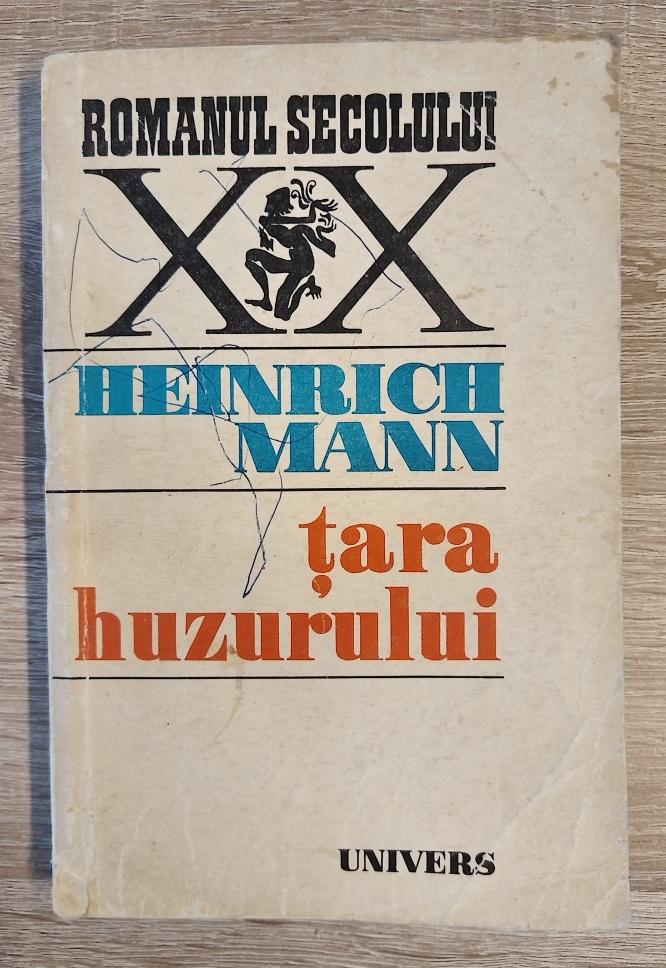 ROMANUL SECOLULUI
XX
HEINRICH
MANN
țara
huzurului
UNIVERS